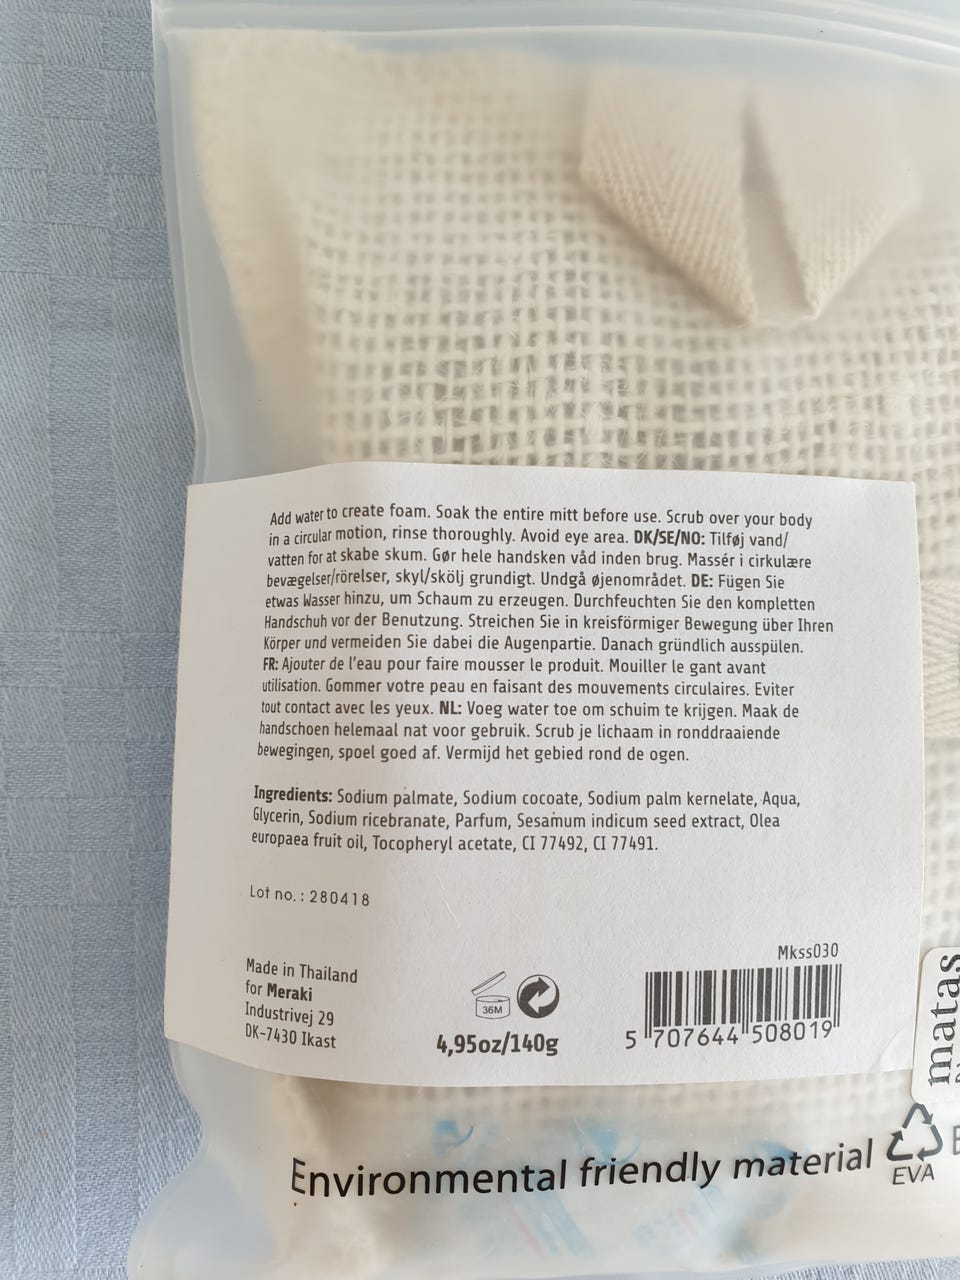 Add water to create foam. Soak the entire mitt before use. Scrub over your body
in a circular motion, rinse thoroughly. Avoid eye area. DK/SE/NO: Tilføj vand/
vatten for at skabe skum. Gør hele handsken våd inden brug. Massér i cirkulære
bevægelser/rörelser, skyl/skölj grundigt. Undgå øjenområdet. DE: Fügen Sie
etwas Wasser hinzu, um Schaum zu erzeugen. Durchfeuchten Sie den kompletten
Handschuh vor der Benutzung. Streichen Sie in kreisförmiger Bewegung über Ihren
Körper und vermeiden Sie dabei die Augenpartie. Danach gründlich ausspülen.
FR: Ajouter de l'eau pour faire mousser le produit. Mouiller le gant avant
utilisation. Gommer votre peau en faisant des mouvements circulaires. Eviter
tout contact avec les yeux. NL: Voeg water toe om schuim te krijgen. Maak de
handschoen helemaal nat voor gebruik. Scrub je lichaam in ronddraaiende
bewegingen, spoel goed af. Vermijd het gebied rond de ogen.
Ingredients: Sodium palmate, Sodium cocoate, Sodium palm kernelate, Aqua,
Glycerin, Sodium ricebranate, Parfum, Sesamum indicum seed extract, Olea
europaea fruit oil, Tocopheryl acetate, CI 77492, CI 77491.
Lot no. : 280418
Made in Thailand
for Meraki
Industrivej 29
DK-7430 Ikast
36M
4,95oz/140g
Mkss030
5 707644 508019
matas
Environmental friendly material
EVA